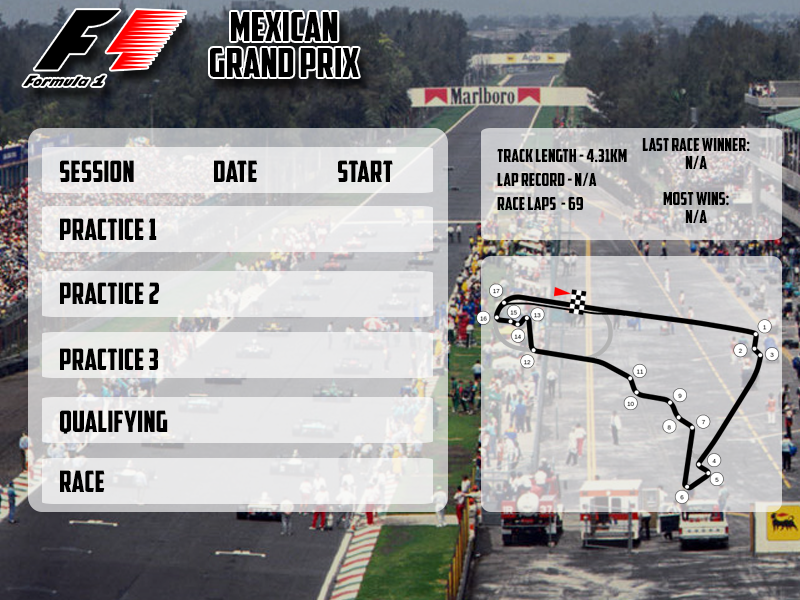 Formula 1
MEXICAN
GRAND PRIX
Agip
Marlboro
SESSION DATE START
PRACTICE 1
PRACTICE 2
PRACTICE 3
QUALIFYING
RACE
TRACK LENGTH - 4.31KM
LAP RECORD - N/A
RACE LAPS - 69
LAST RACE WINNER:
N/A
MOST WINS:
N/A
17
16
15
13
14
12
1
2
3
11
10
9
8
7
4
5
6